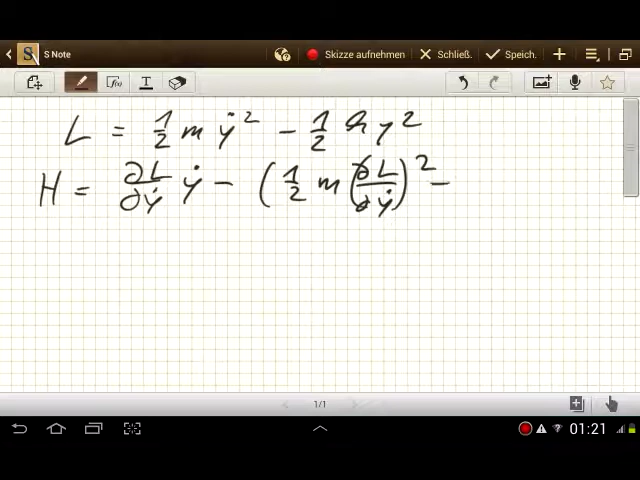 S Note
Skizze aufnehmen
Schließ.
Speich.
L = 1/2 m ẏ² − 1/2 k y²
H = ∂L/∂ẏ ẏ − (1/2 m (∂L/∂ẏ)² −
1/1
01:21